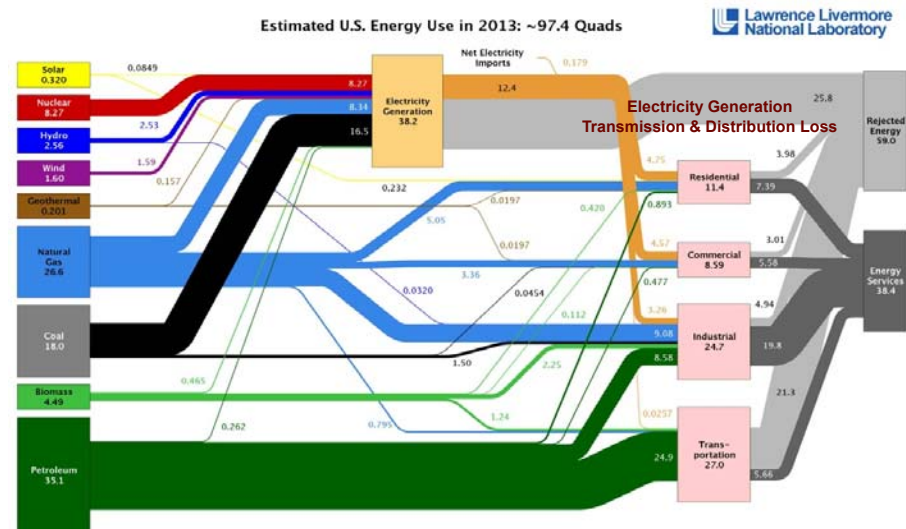 Estimated U.S. Energy Use in 2013: ~97.4 Quads
Lawrence Livermore
National Laboratory
Solar
0.320
Nuclear
8.27
Hydro
2.56
Wind
1.60
Geothermal
0.201
Natural
Gas
26.6
Coal
18.0
Biomass
4.49
Petroleum
35.1
0.0849
2.53
1.59
0.157
8.27
8.34
16.5
Electricity
Generation
38.2
Net Electricity
Imports
0.179
12.4
Electricity Generation
Transmission & Distribution Loss
25.8
Rejected
Energy
59.0
0.232
0.0197
5.05
0.0197
3.36
0.0320
0.0454
0.420
0.893
4.75
Residential
11.4
3.98
7.39
4.57
Commercial
8.59
3.01
5.58
0.477
0.112
3.26
9.08
8.58
Industrial
24.7
4.94
19.8
Energy
Services
38.4
1.50
2.25
0.465
0.262
0.795
1.24
0.0257
24.9
Trans-
portation
27.0
21.3
5.66